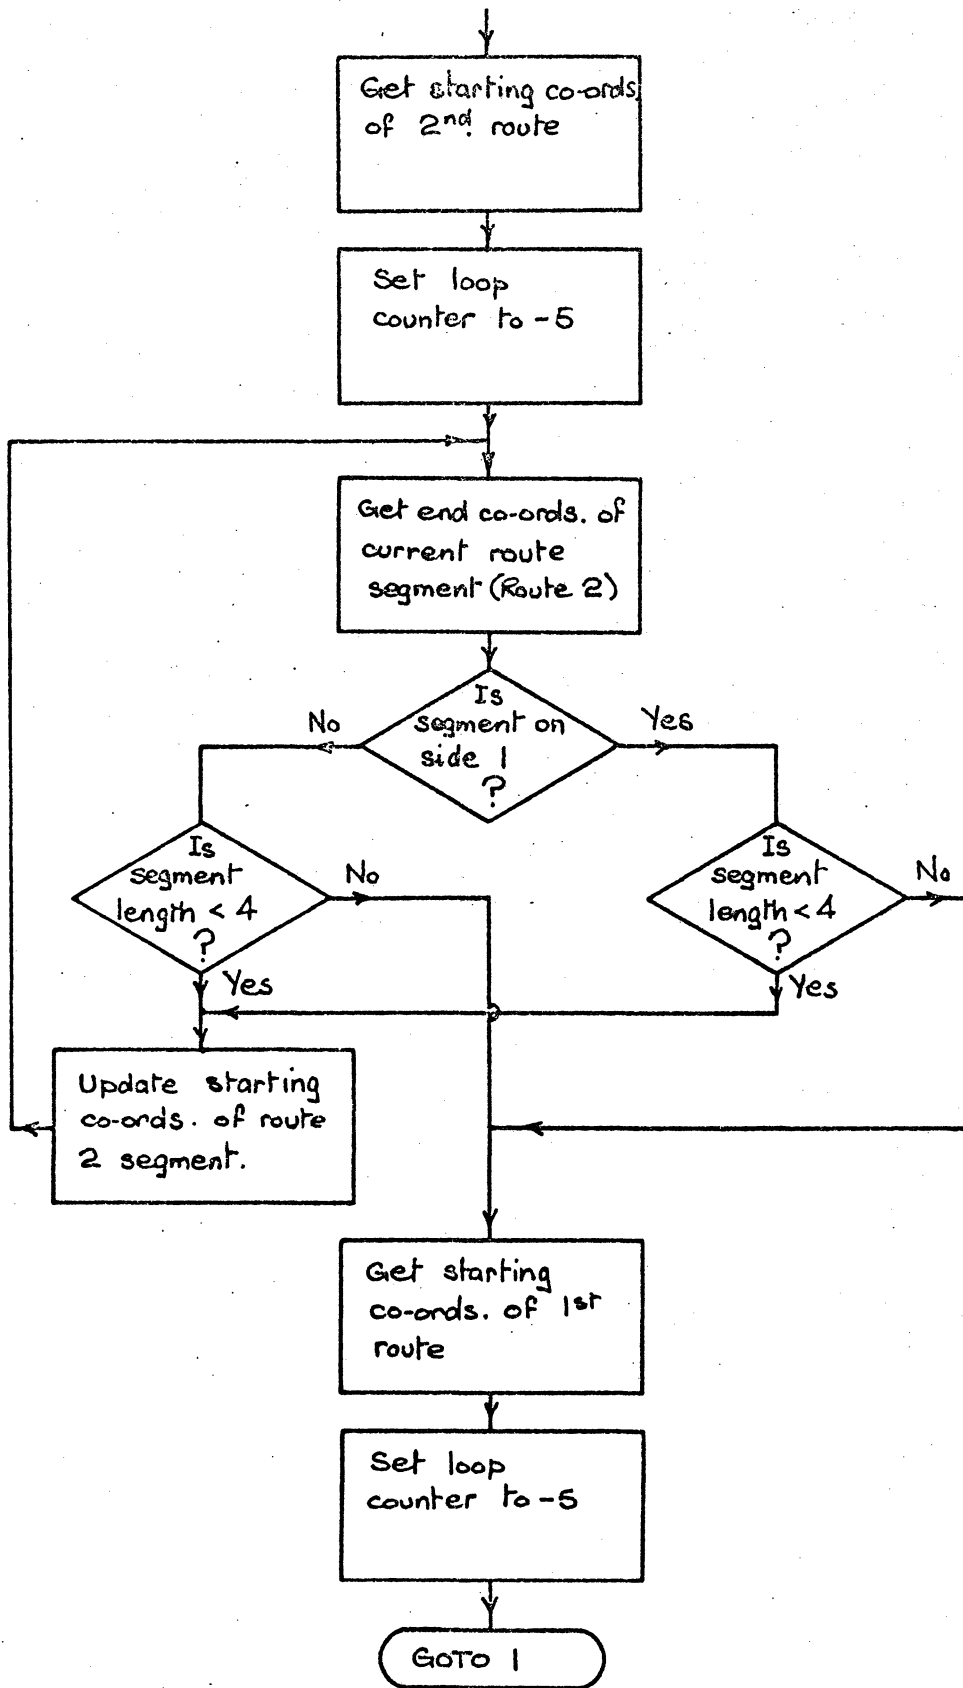 Get starting co-ords.
of 2nd. route
Set loop
counter to -5
Get end co-ords. of
current route
segment (Route 2)
Is
segment on
side 1
?
No
Yes
Is
segment
length < 4
?
No
Yes
Is
segment
length < 4
?
No
Yes
Update starting
co-ords. of route
2 segment.
Get starting
co-ords. of 1st
route
Set loop
counter to -5
GOTO 1